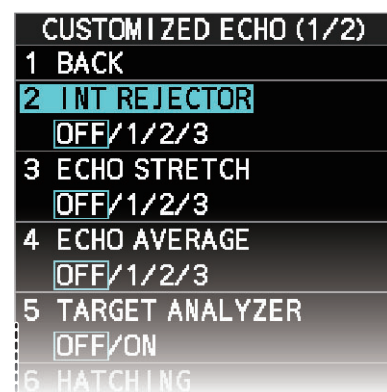 CUSTOMIZED ECHO (1/2)
1 BACK
2 INT REJECTOR
OFF/1/2/3
3 ECHO STRETCH
OFF/1/2/3
4 ECHO AVERAGE
OFF/1/2/3
5 TARGET ANALYZER
OFF/ON
6 HATCHING